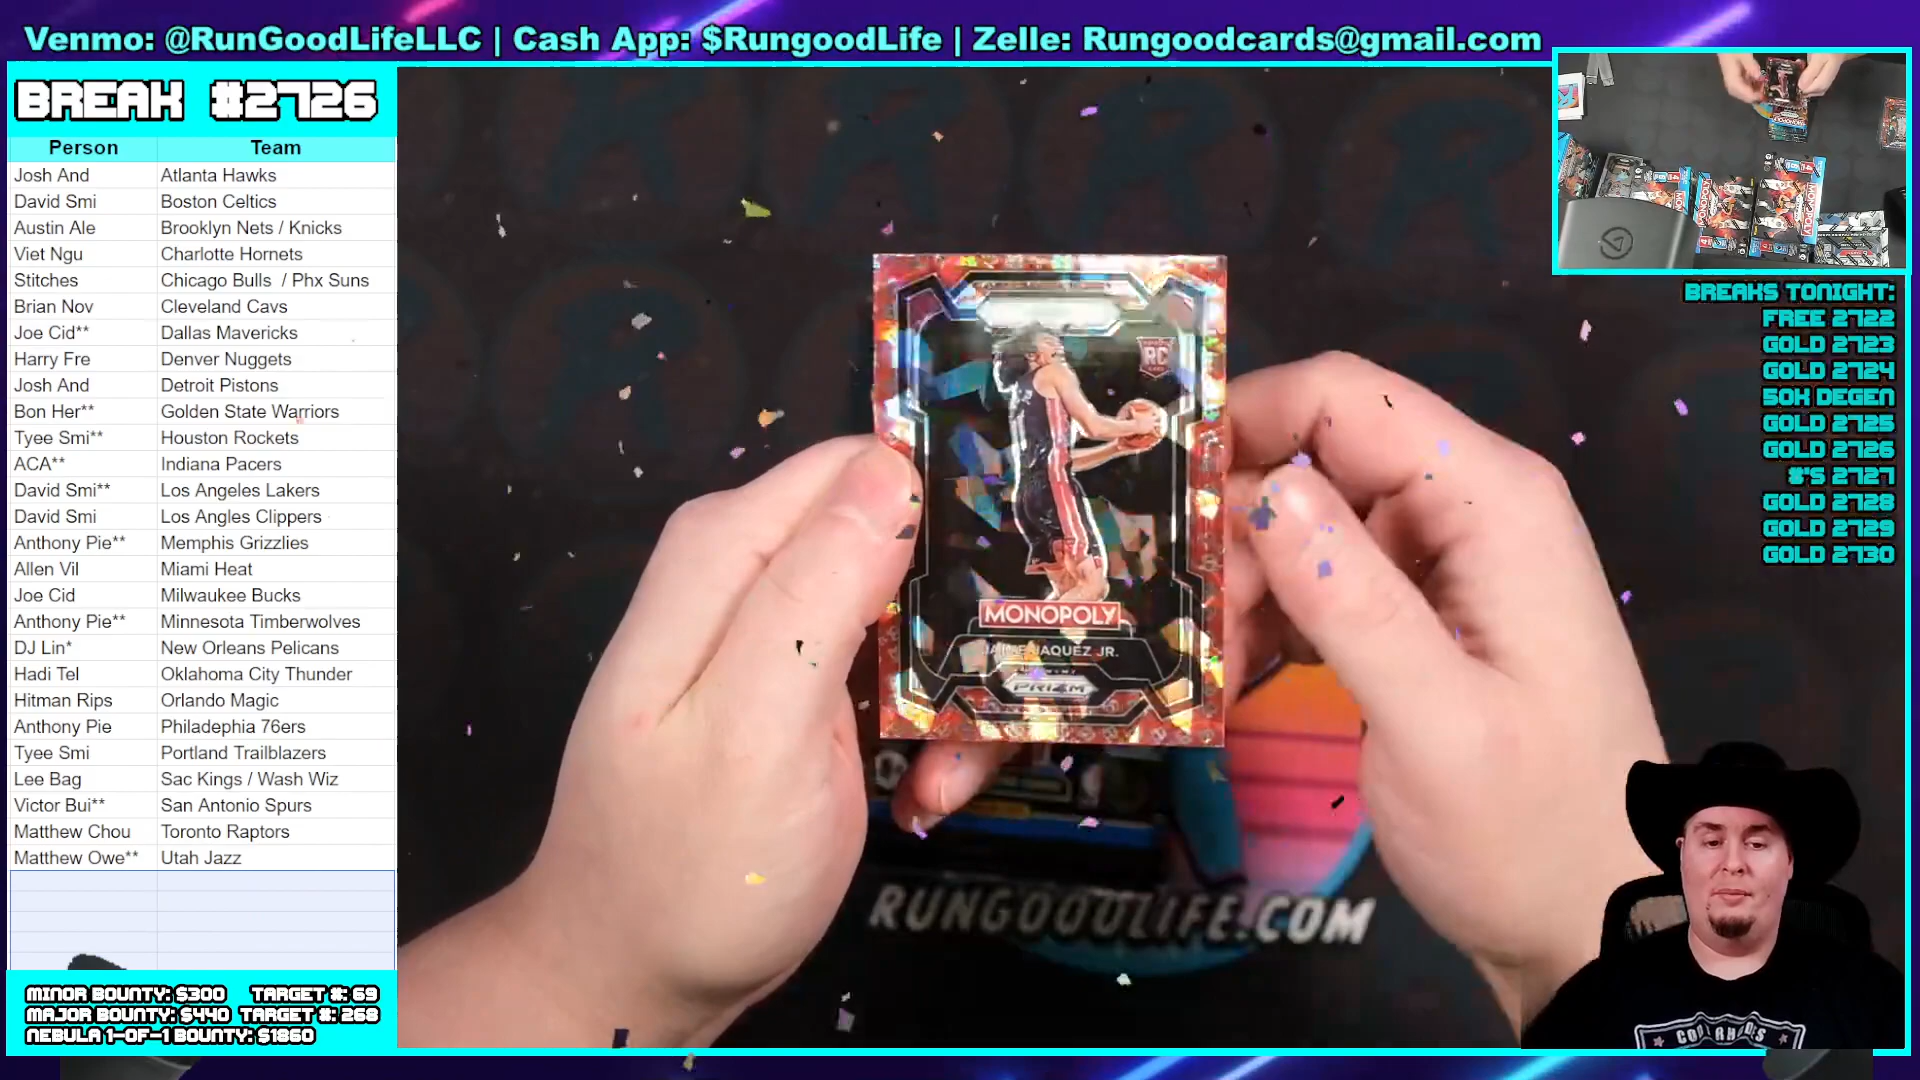 Venmo: @RunGoodLifeLLC | Cash App: $RungoodLife | Zelle: Rungoodcards@gmail.com
BREAK #2726
Person Team
Josh And Atlanta Hawks
David Smi Boston Celtics
Austin Ale Brooklyn Nets / Knicks
Viet Ngu Charlotte Hornets
Stitches Chicago Bulls / Phx Suns
Brian Nov Cleveland Cavs
Joe Cid** Dallas Mavericks
Harry Fre Denver Nuggets
Josh And Detroit Pistons
Bon Her** Golden State Warriors
Tyee Smi** Houston Rockets
ACA** Indiana Pacers
David Smi** Los Angeles Lakers
David Smi Los Angles Clippers
Anthony Pie** Memphis Grizzlies
Allen Vil Miami Heat
Joe Cid Milwaukee Bucks
Anthony Pie** Minnesota Timberwolves
DJ Lin* New Orleans Pelicans
Hadi Tel Oklahoma City Thunder
Hitman Rips Orlando Magic
Anthony Pie Philadephia 76ers
Tyee Smi Portland Trailblazers
Lee Bag Sac Kings / Wash Wiz
Victor Bui** San Antonio Spurs
Matthew Chou Toronto Raptors
Matthew Owe** Utah Jazz
MINOR BOUNTY: $300 TARGET #: 69
MAJOR BOUNTY: $440 TARGET #: 268
NEBULA 1-OF-1 BOUNTY: $1860
RC
MONOPOLY
JAIME JAQUEZ JR.
PRIZM
RUNGOODLIFE.COM
MONOPOLY
MONOPOLY
BREAKS TONIGHT:
FREE 2722
GOLD 2723
GOLD 2724
50K DEGEN
GOLD 2725
GOLD 2726
#'S 2727
GOLD 2728
GOLD 2729
GOLD 2730